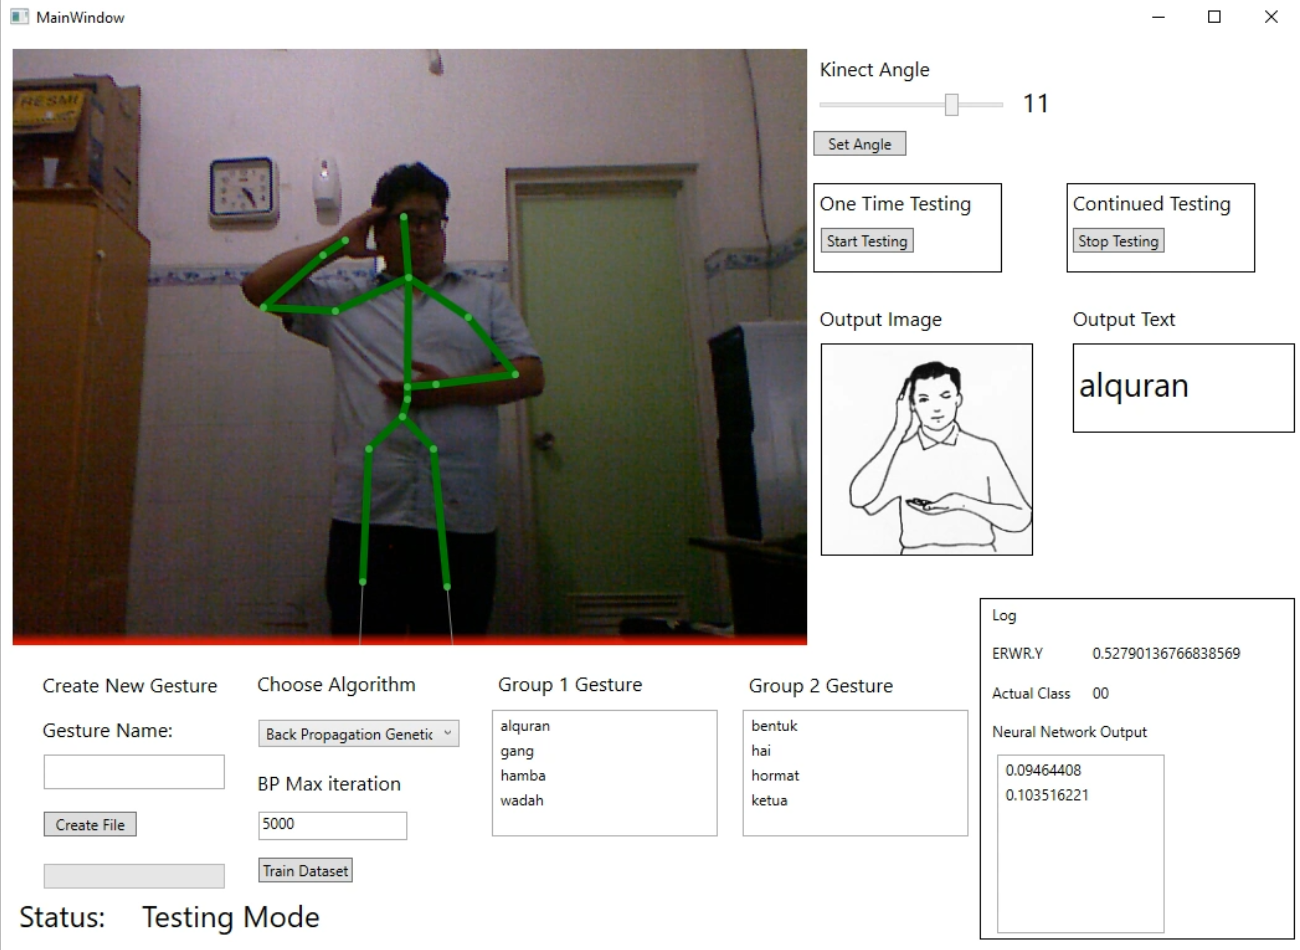 MainWindow
RESMI
Kinect Angle
11
Set Angle
One Time Testing
Start Testing
Continued Testing
Stop Testing
Output Image
Output Text
alquran
Create New Gesture
Gesture Name:
Create File
Choose Algorithm
Back Propagation Genetic
BP Max iteration
5000
Train Dataset
Group 1 Gesture
alquran
gang
hamba
wadah
Group 2 Gesture
bentuk
hai
hormat
ketua
Log
ERWR.Y 0.52790136766838569
Actual Class 00
Neural Network Output
0.09464408
0.103516221
Status: Testing Mode